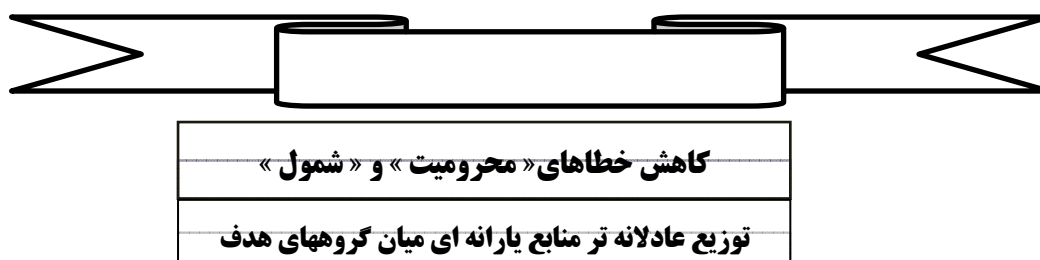 کاهش خطاهای« محرومیت » و « شمول »
توزیع عادلانه تر منابع یارانه ای میان گروههای هدف